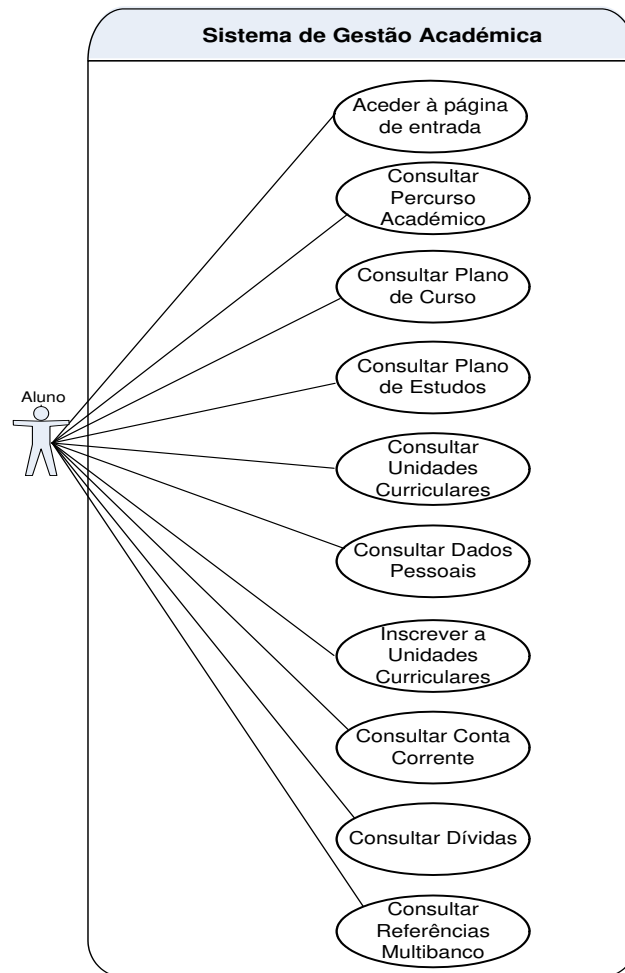 Sistema de Gestão Académica
Aceder à página
de entrada
Consultar
Percurso
Académico
Consultar Plano
de Curso
Consultar Plano
de Estudos
Aluno
Consultar
Unidades
Curriculares
Consultar Dados
Pessoais
Inscrever a
Unidades
Curriculares
Consultar Conta
Corrente
Consultar Dívidas
Consultar
Referências
Multibanco